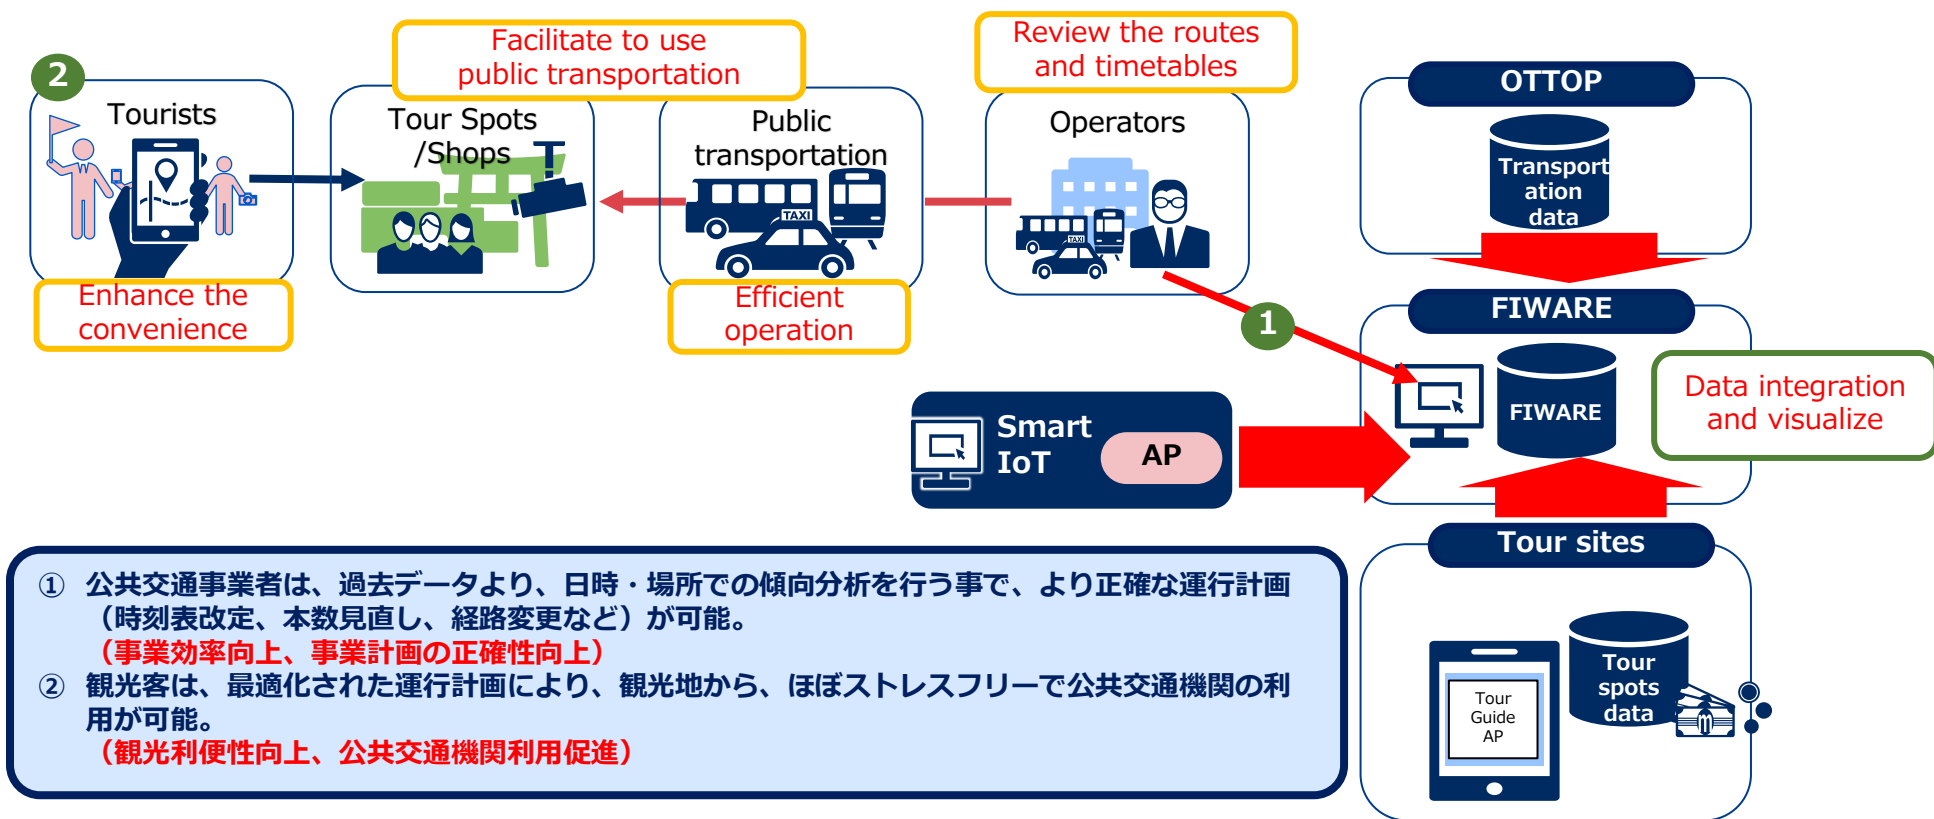 Facilitate to use
public transportation
Review the routes
and timetables
2
Tourists
Tour Spots
/Shops
Public
transportation
Operators
TAXI
TAXI
Enhance the
convenience
Efficient
operation
1
OTTOP
Transport
ation
data
FIWARE
FIWARE
Data integration
and visualize
Smart
IoT
AP
Tour sites
Tour
spots
data
Tour
Guide
AP
① 公共交通事業者は、過去データより、日時・場所での傾向分析を行う事で、より正確な運行計画
（時刻表改定、本数見直し、経路変更など）が可能。
（事業効率向上、事業計画の正確性向上）
② 観光客は、最適化された運行計画により、観光地から、ほぼストレスフリーで公共交通機関の利
用が可能。
（観光利便性向上、公共交通機関利用促進）